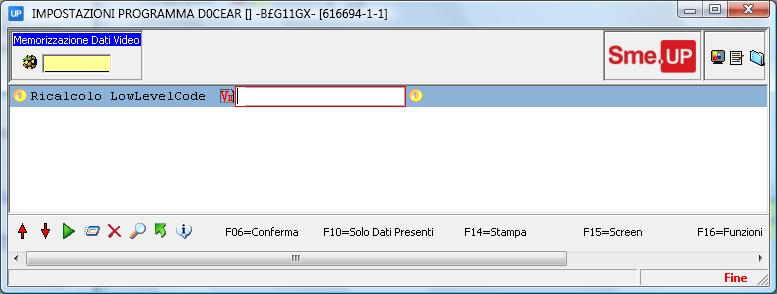 UP IMPOSTAZIONI PROGRAMMA D0CEAR [] -B£G11GX- [616694-1-1]
Memorizzazione Dati Video
Sme.UP
Ricalcolo LowLevelCode
F06=Conferma F10=Solo Dati Presenti F14=Stampa F15=Screen F16=Funzioni
Fine